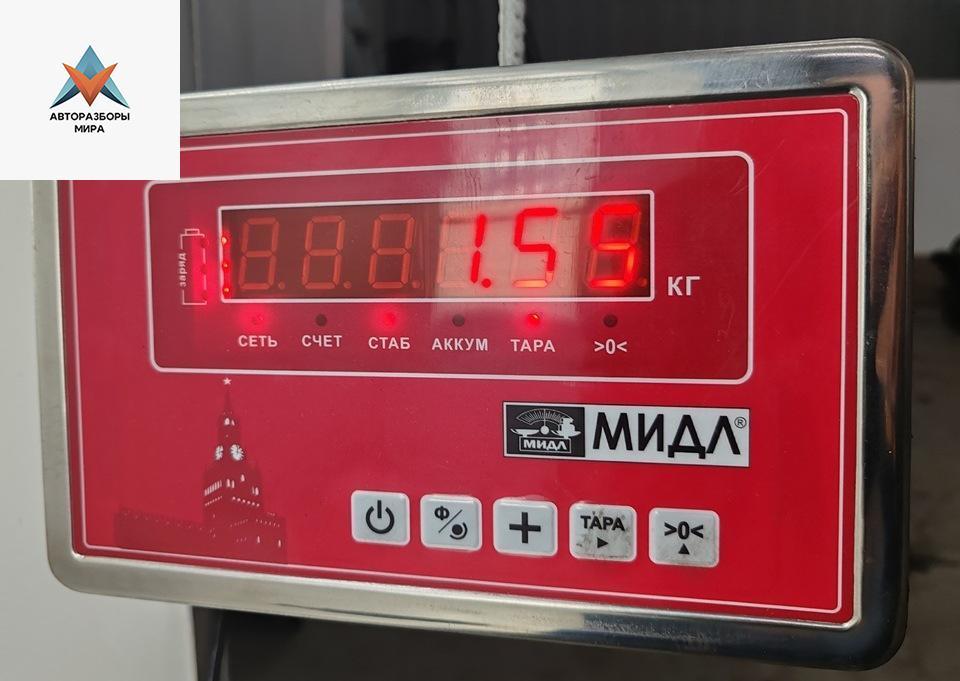 АВТОРАЗБОРЫ
МИРА
заряд
1.59
КГ
СЕТЬ СЧЕТ СТАБ АККУМ ТАРА >0<
МИДЛ МИДЛ®
Ф ТАРА >0<